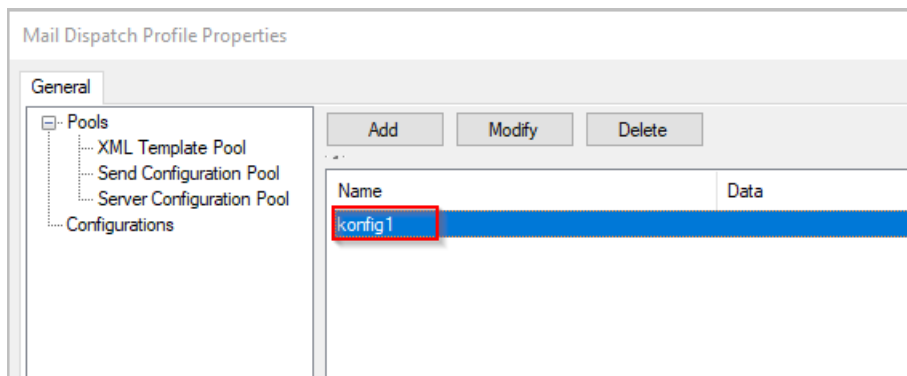 Mail Dispatch Profile Properties
General
Pools
XML Template Pool
Send Configuration Pool
Server Configuration Pool
Configurations
Add Modify Delete
Name Data
konfig1